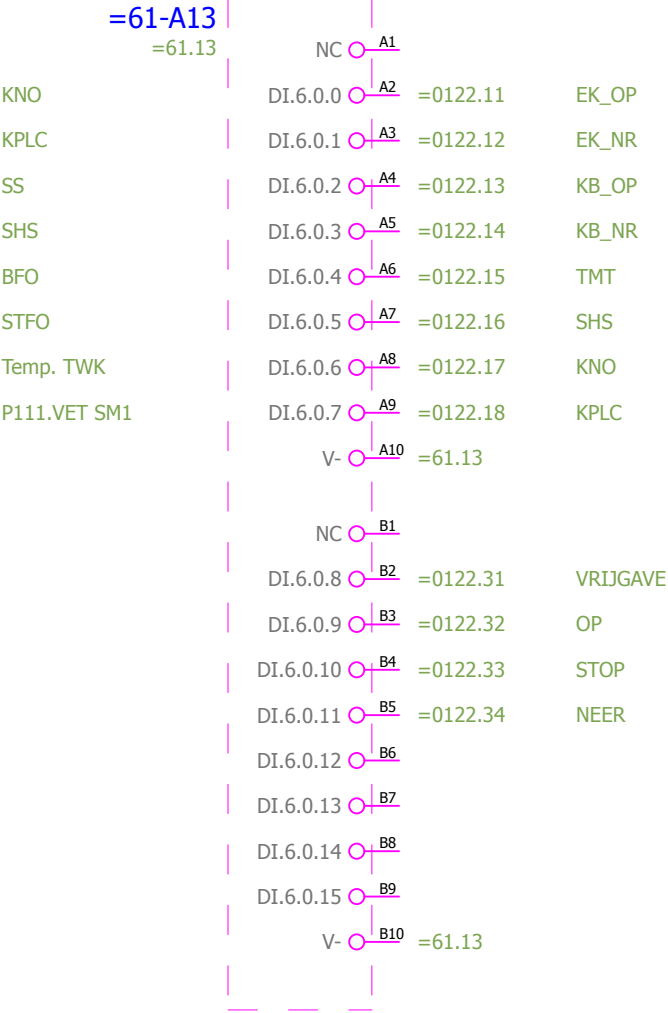 =61-A13
=61.13 NC A1
KNO DI.6.0.0 A2 =0122.11 EK_OP
KPLC DI.6.0.1 A3 =0122.12 EK_NR
SS DI.6.0.2 A4 =0122.13 KB_OP
SHS DI.6.0.3 A5 =0122.14 KB_NR
BFO DI.6.0.4 A6 =0122.15 TMT
STFO DI.6.0.5 A7 =0122.16 SHS
Temp. TWK DI.6.0.6 A8 =0122.17 KNO
P111.VET SM1 DI.6.0.7 A9 =0122.18 KPLC
V- A10 =61.13
NC B1
DI.6.0.8 B2 =0122.31 VRIJGAVE
DI.6.0.9 B3 =0122.32 OP
DI.6.0.10 B4 =0122.33 STOP
DI.6.0.11 B5 =0122.34 NEER
DI.6.0.12 B6
DI.6.0.13 B7
DI.6.0.14 B8
DI.6.0.15 B9
V- B10 =61.13